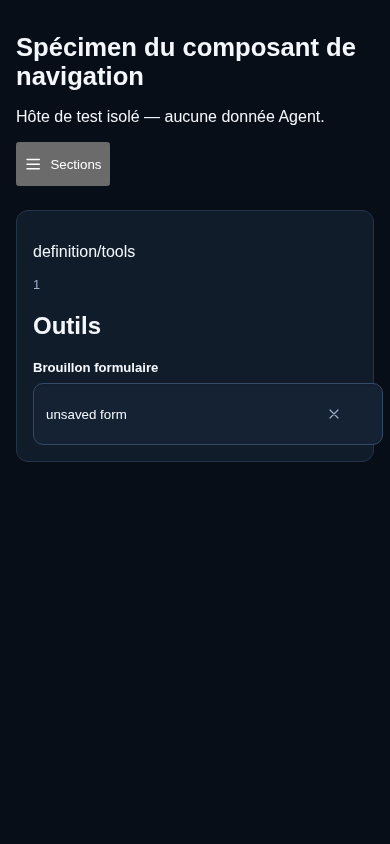 Spécimen du composant de
navigation
Hôte de test isolé — aucune donnée Agent.
Sections
definition/tools
1
Outils
Brouillon formulaire
unsaved form